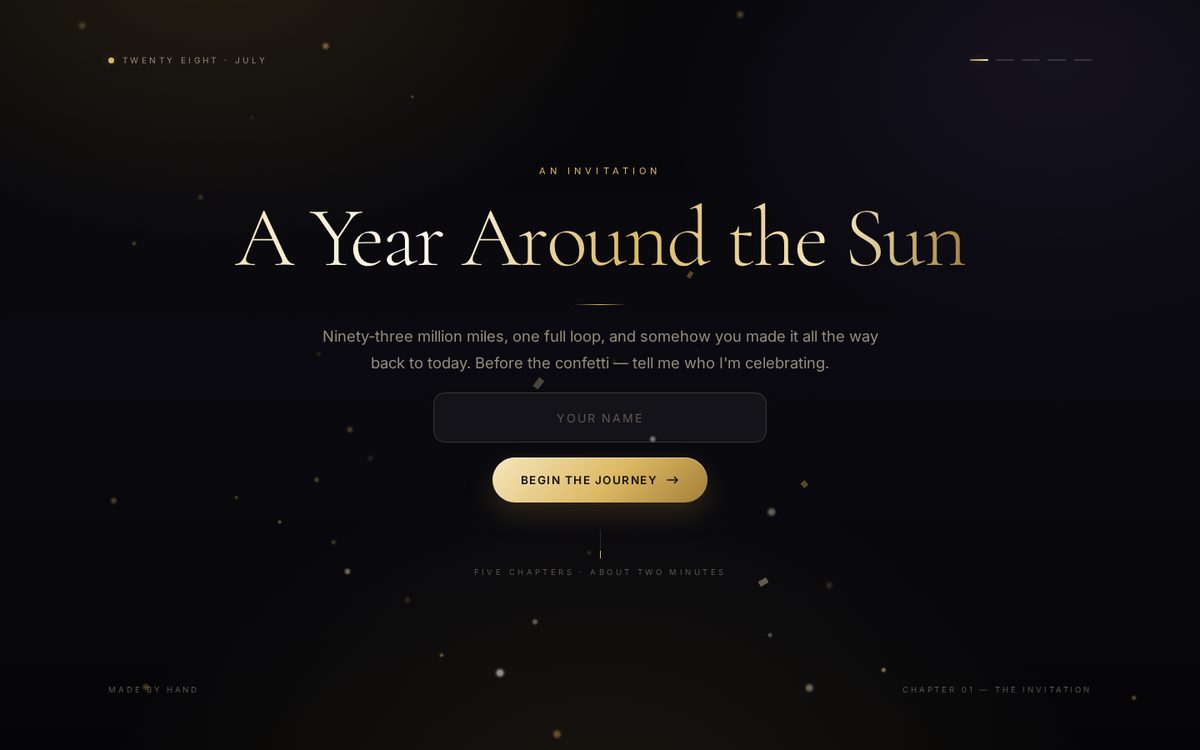 TWENTY EIGHT · JULY
AN INVITATION
A Year Around the Sun
Ninety-three million miles, one full loop, and somehow you made it all the way
back to today. Before the confetti — tell me who I'm celebrating.
YOUR NAME
BEGIN THE JOURNEY →
FIVE CHAPTERS · ABOUT TWO MINUTES
MADE BY HAND
CHAPTER 01 — THE INVITATION